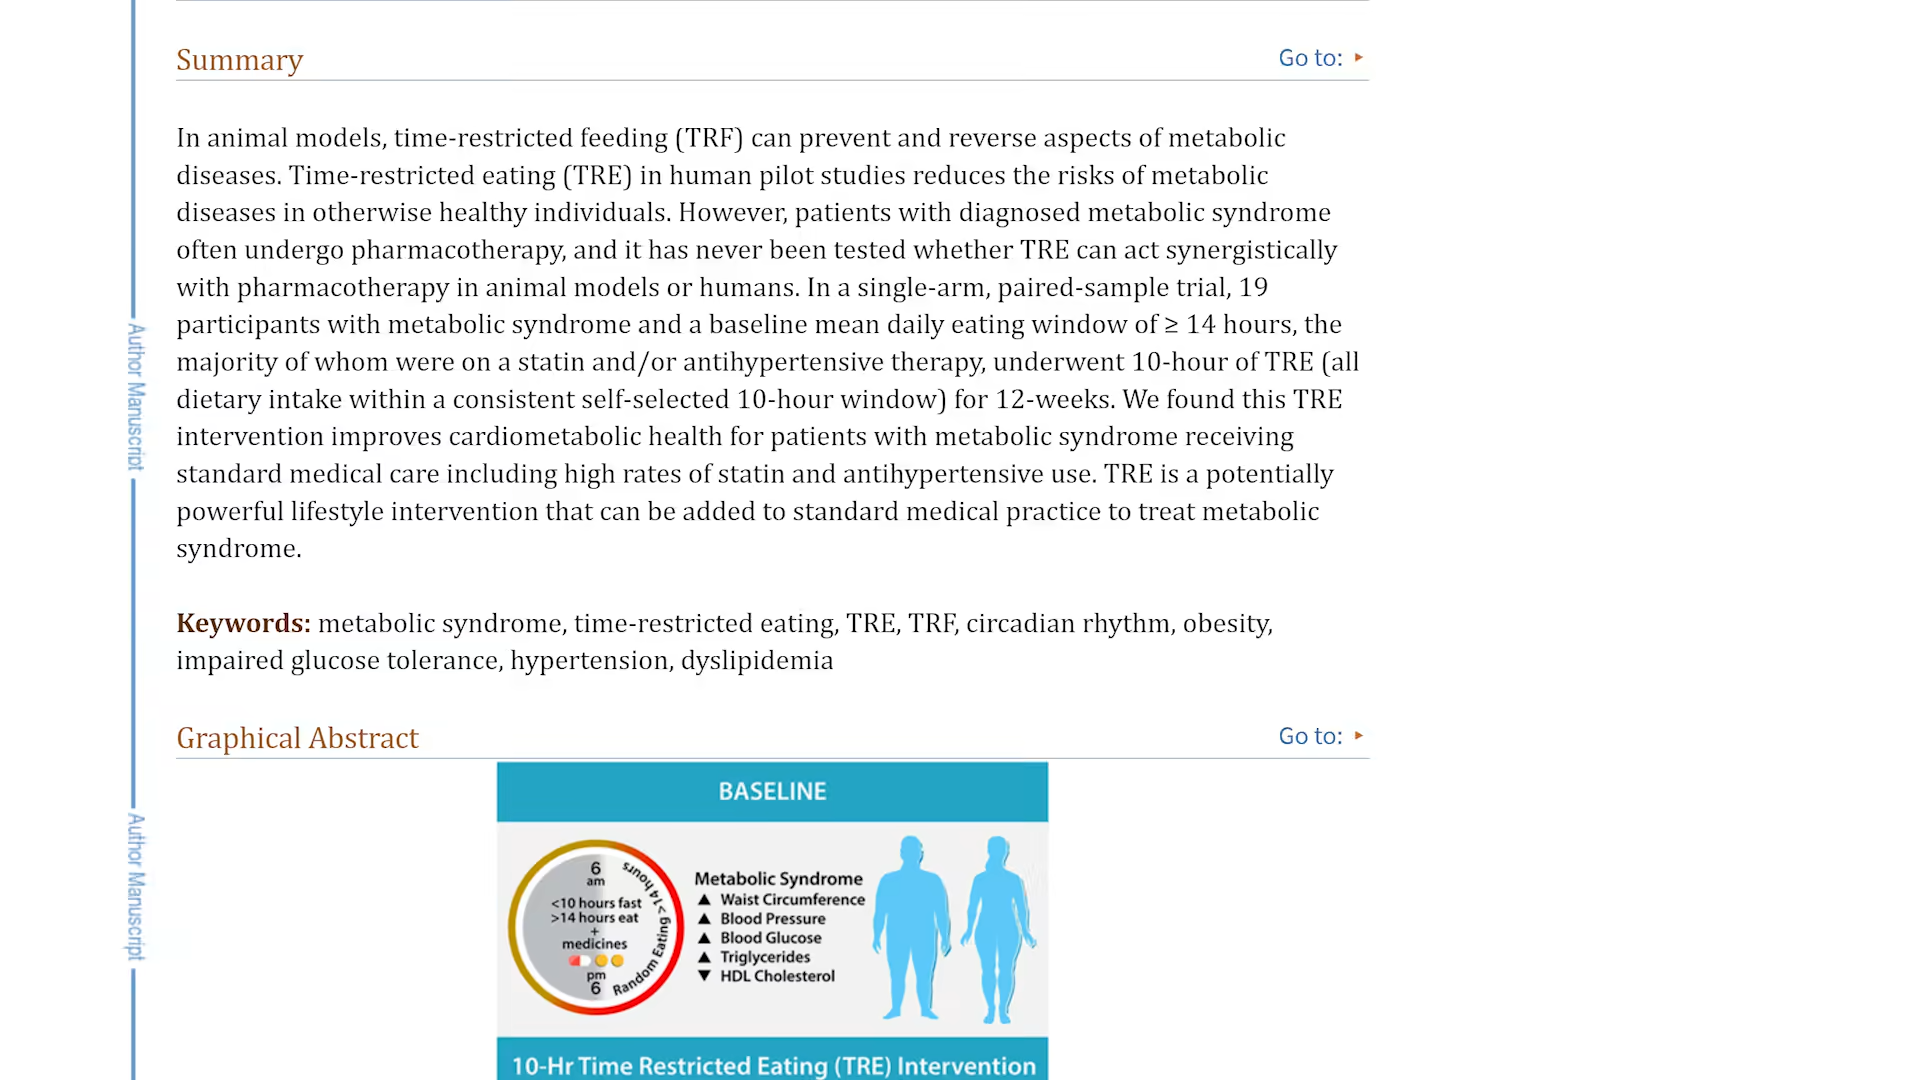 Summary
Go to:
In animal models, time-restricted feeding (TRF) can prevent and reverse aspects of metabolic
diseases. Time-restricted eating (TRE) in human pilot studies reduces the risks of metabolic
diseases in otherwise healthy individuals. However, patients with diagnosed metabolic syndrome
often undergo pharmacotherapy, and it has never been tested whether TRE can act synergistically
with pharmacotherapy in animal models or humans. In a single-arm, paired-sample trial, 19
participants with metabolic syndrome and a baseline mean daily eating window of ≥ 14 hours, the
majority of whom were on a statin and/or antihypertensive therapy, underwent 10-hour of TRE (all
dietary intake within a consistent self-selected 10-hour window) for 12-weeks. We found this TRE
intervention improves cardiometabolic health for patients with metabolic syndrome receiving
standard medical care including high rates of statin and antihypertensive use. TRE is a potentially
powerful lifestyle intervention that can be added to standard medical practice to treat metabolic
syndrome.
Keywords: metabolic syndrome, time-restricted eating, TRE, TRF, circadian rhythm, obesity,
impaired glucose tolerance, hypertension, dyslipidemia
Graphical Abstract
Go to:
BASELINE
6
am
<10 hours fast
>14 hours eat
+
medicines
pm
6
Random Eating >14 hours
Metabolic Syndrome
▲ Waist Circumference
▲ Blood Pressure
▲ Blood Glucose
▲ Triglycerides
▼ HDL Cholesterol
10-Hr Time Restricted Eating (TRE) Intervention
Author Manuscript
Author Manuscript